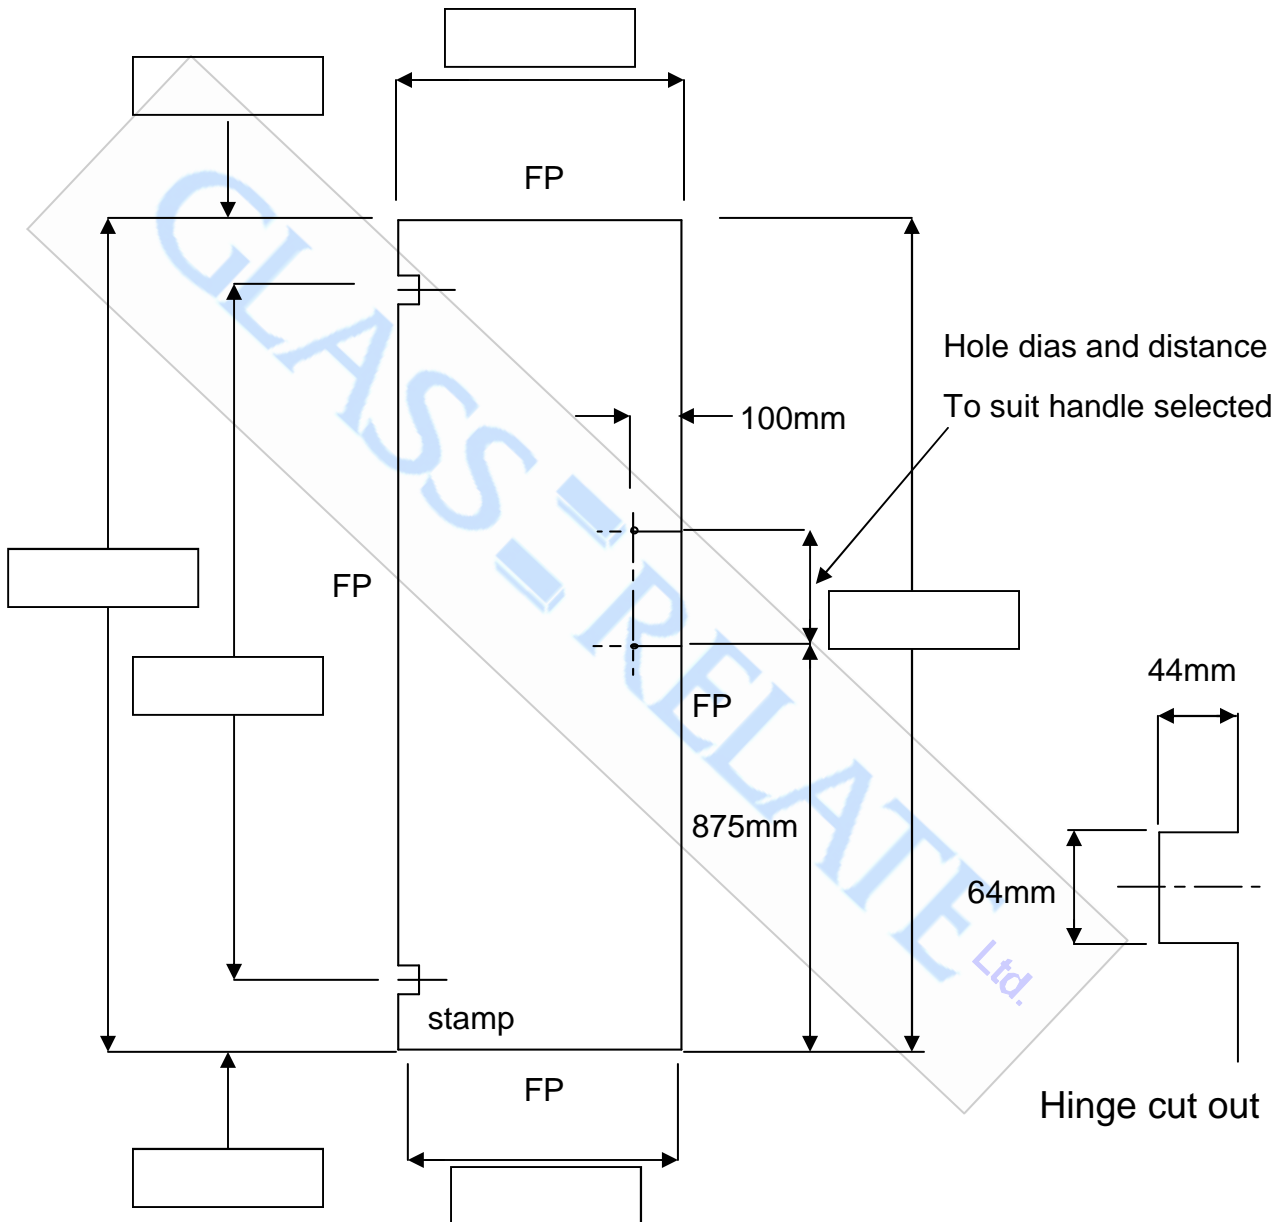 FP
Hole dias and distance
To suit handle selected
100mm
FP
44mm
FP
875mm
64mm
stamp
FP
Hinge cut out
GLASS-RELATE Ltd.